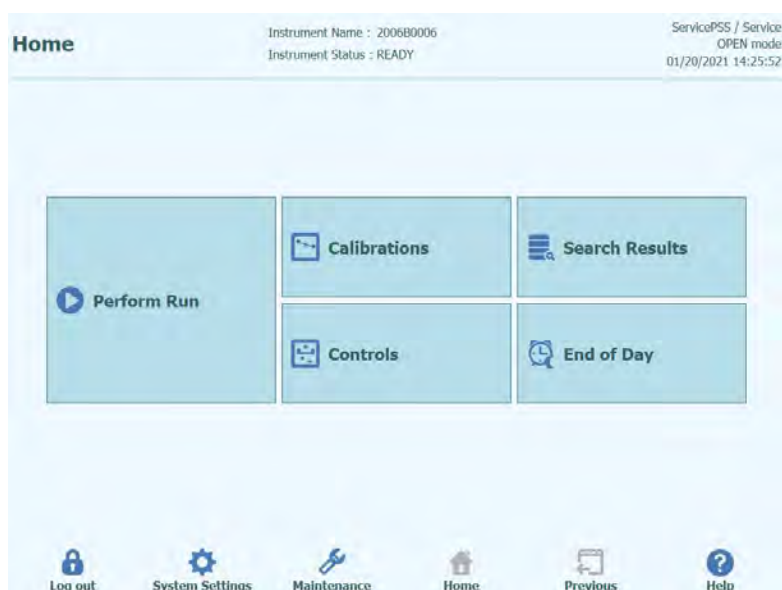 Home
Instrument Name : 2006B0006
Instrument Status : READY
ServicePSS / Service
OPEN mode
01/20/2021 14:25:52
Perform Run
Calibrations
Search Results
Controls
End of Day
Log out
System Settings
Maintenance
Home
Previous
Help